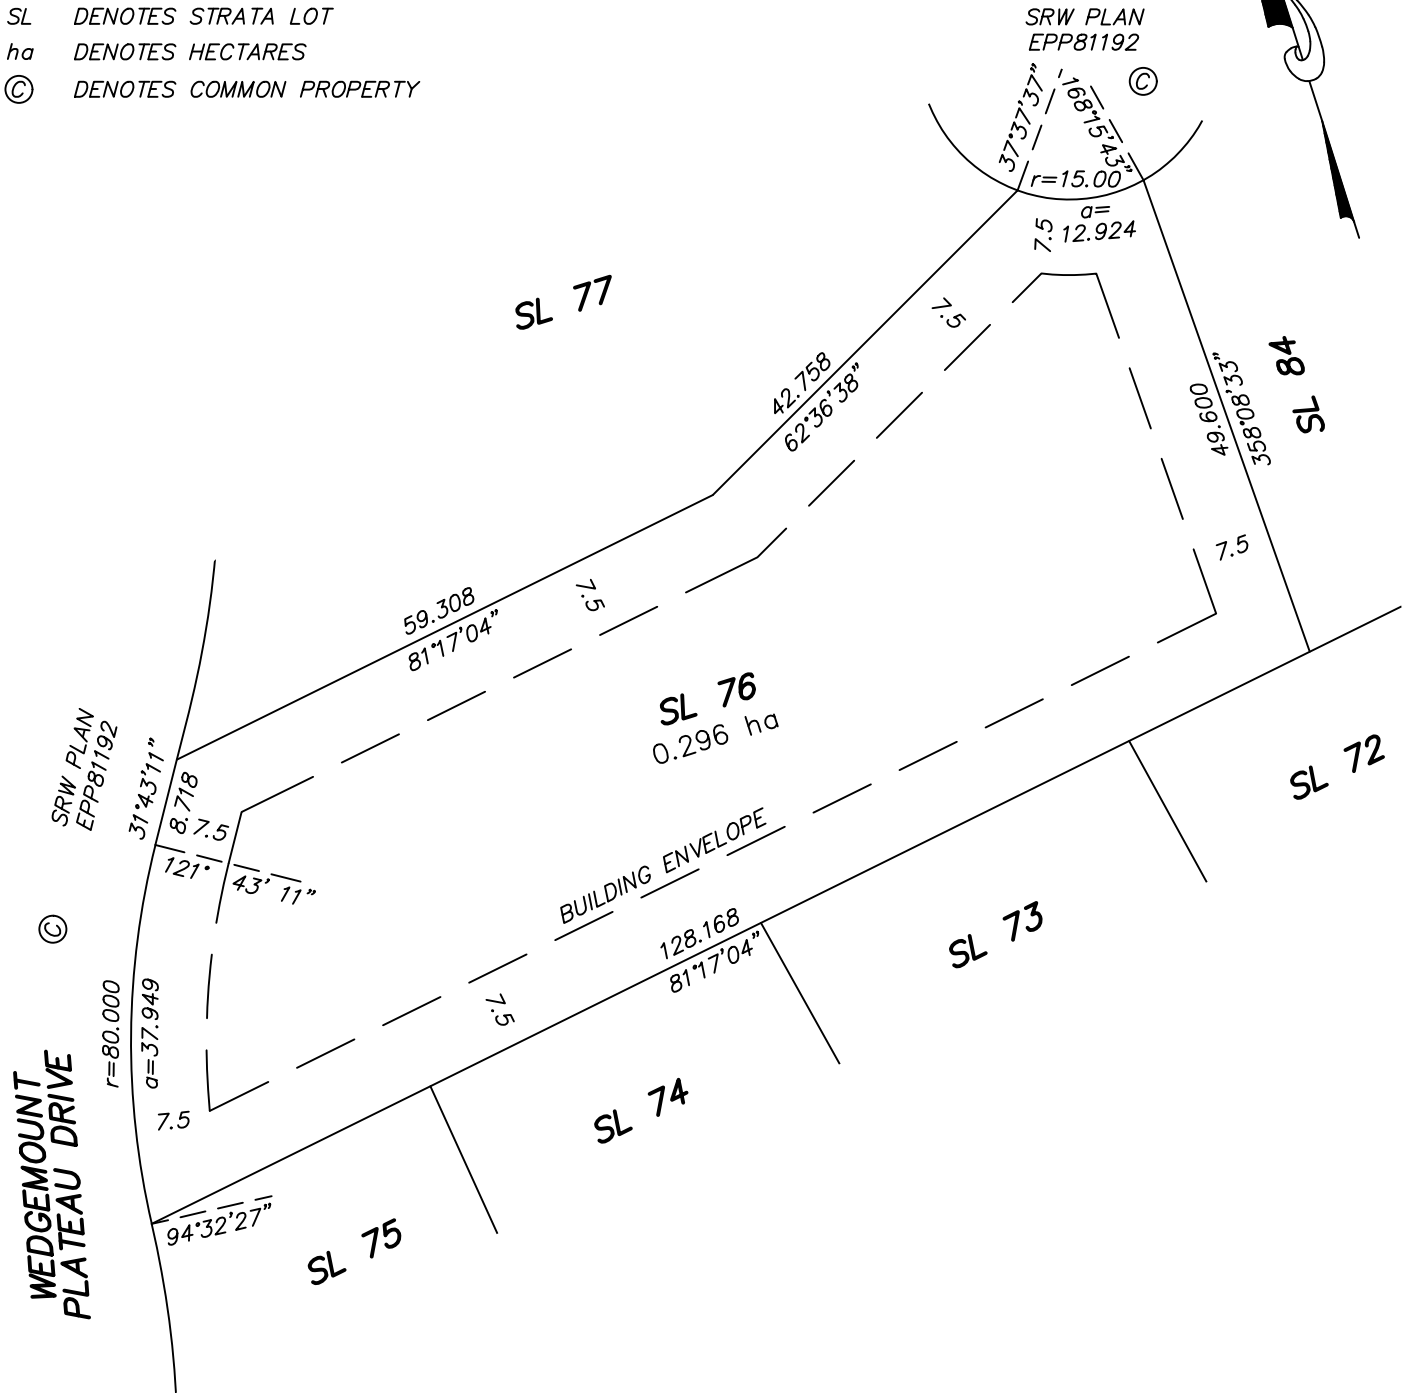 SL DENOTES STRATA LOT
ha DENOTES HECTARES
© DENOTES COMMON PROPERTY
SRW PLAN
EPP81192
©
37°37'37"
168°15'43"
r=15.00
a=
12.924
7.5
SL 77
7.5
42.758
62°36'38"
SL 84
49.600
358°08'33"
7.5
59.308
81°17'04"
7.5
SL 76
0.296 ha
SRW PLAN
EPP81192
31°43'11"
8.718
7.5
121° 43' 11"
©
BUILDING ENVELOPE
128.168
81°17'04"
7.5
SL 72
SL 73
r=80.000
a=37.949
7.5
WEDGEMOUNT
PLATEAU DRIVE
94°32'27"
SL 74
SL 75